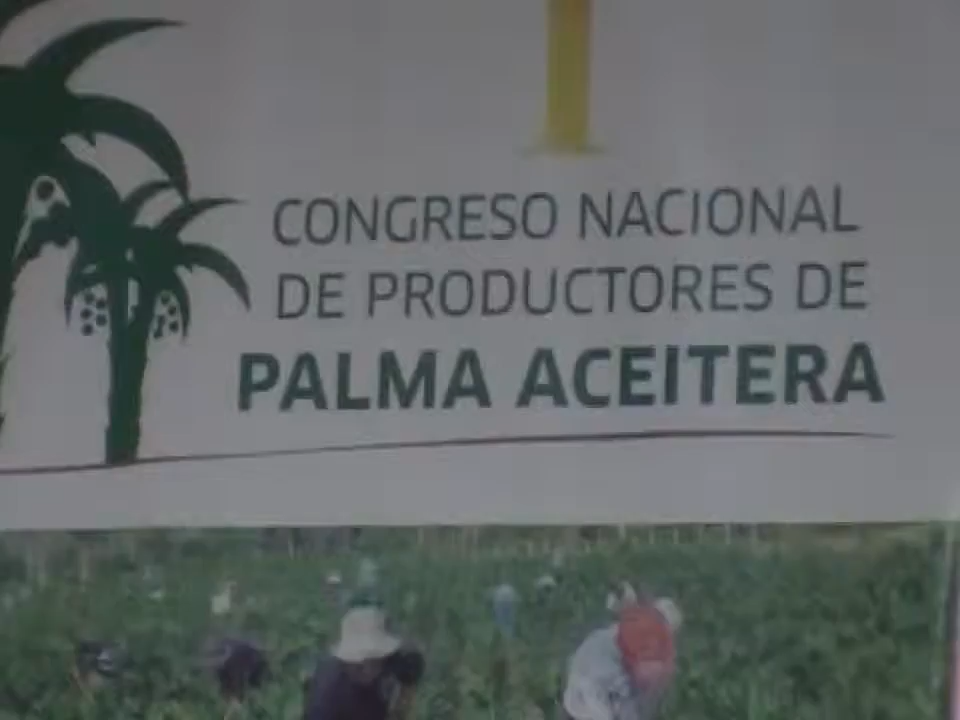 I
CONGRESO NACIONAL
DE PRODUCTORES DE
PALMA ACEITERA